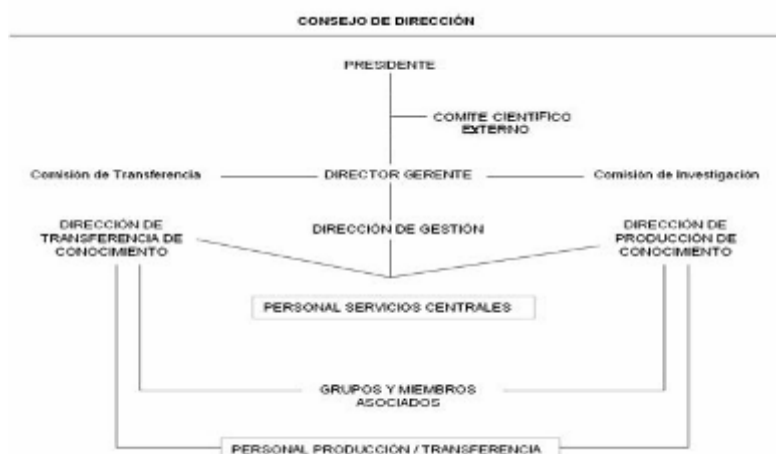 CONSEJO DE DIRECCIÓN
PRESIDENTE
COMITE CIENTÍFICO
EXTERNO
Comisión de Transferencia
DIRECTOR GERENTE
Comisión de Investigación
DIRECCIÓN DE
TRANSFERENCIA DE
CONOCIMIENTO
DIRECCIÓN DE GESTIÓN
DIRECCIÓN DE
PRODUCCIÓN DE
CONOCIMIENTO
PERSONAL SERVICIOS CENTRALES
GRUPOS Y MIEMBROS
ASOCIADOS
PERSONAL PRODUCCIÓN / TRANSFERENCIA